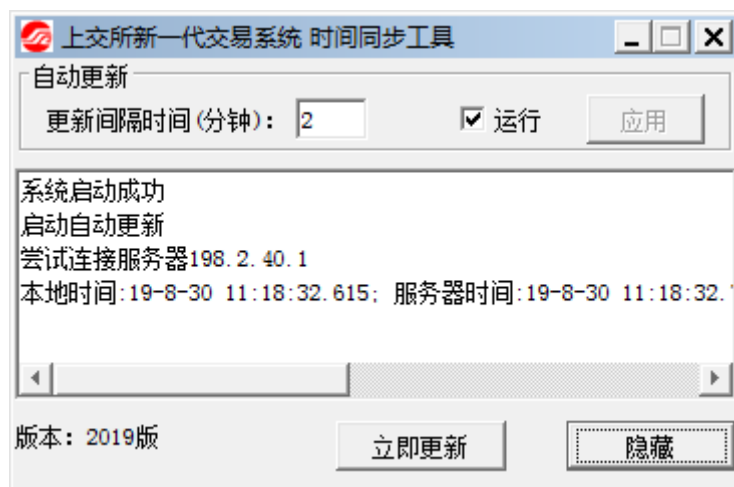 上交所新一代交易系统 时间同步工具
自动更新
更新间隔时间(分钟): 2 运行 应用
系统启动成功
启动自动更新
尝试连接服务器198.2.40.1
本地时间:19-8-30 11:18:32.615; 服务器时间:19-8-30 11:18:32.
版本: 2019版 立即更新 隐藏